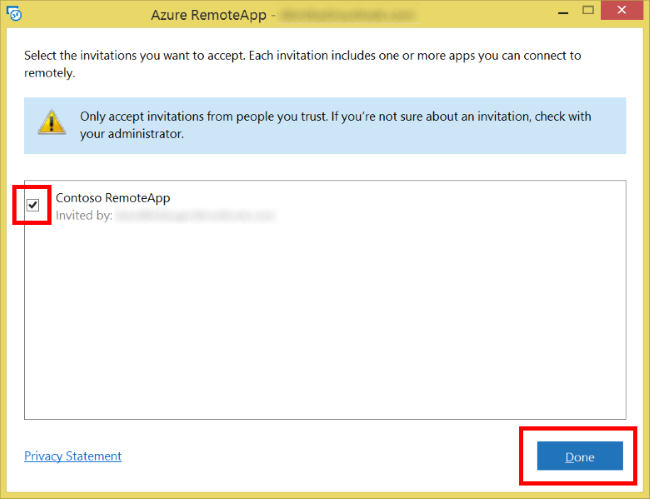 Azure RemoteApp -
Select the invitations you want to accept. Each invitation includes one or more apps you can connect to
remotely.
Only accept invitations from people you trust. If you're not sure about an invitation, check with
your administrator.
Contoso RemoteApp
Invited by:
Privacy Statement
Done